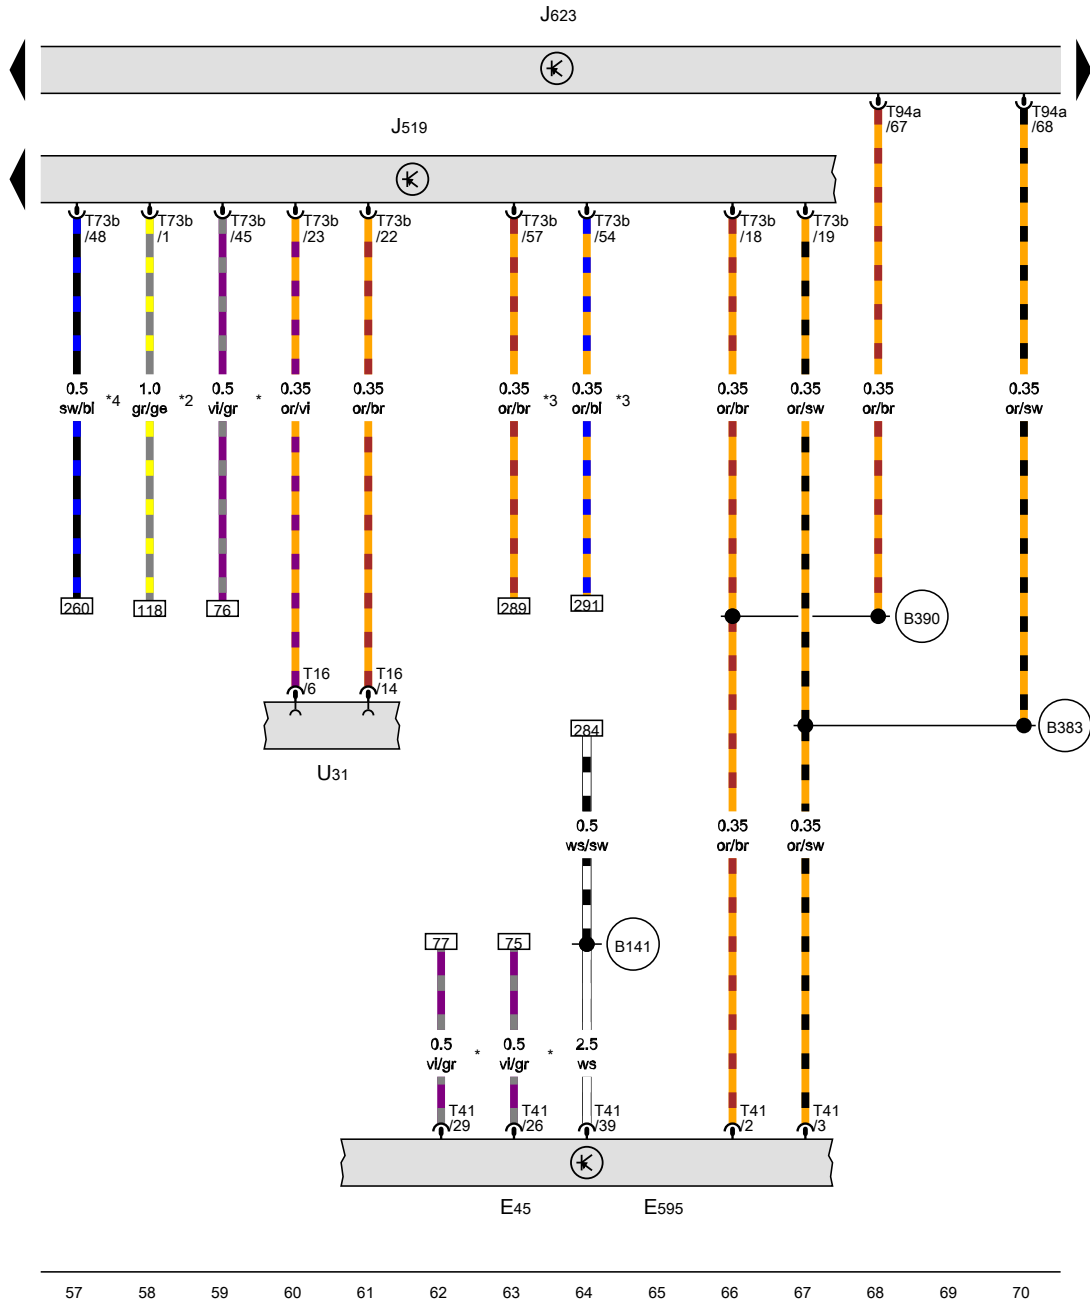 J623
T94a
/67
T94a
/68
J519
T73b
/48
T73b
/1
T73b
/45
T73b
/23
T73b
/22
T73b
/57
T73b
/54
T73b
/18
T73b
/19
0.5
sw/bl
*4
1.0
gr/ge
*2
0.5
vi/gr
*
0.35
or/vi
0.35
or/br
0.35
or/br
*3
0.35
or/bl
*3
0.35
or/br
0.35
or/sw
0.35
or/br
0.35
or/sw
260
118
76
289
291
B390
T16
/6
T16
/14
284
B383
U31
0.5
ws/sw
0.35
or/br
0.35
or/sw
77
75
B141
0.5
vi/gr
*
0.5
vi/gr
*
2.5
ws
T41
/29
T41
/26
T41
/39
T41
/2
T41
/3
E45
E595
57 58 59 60 61 62 63 64 65 66 67 68 69 70